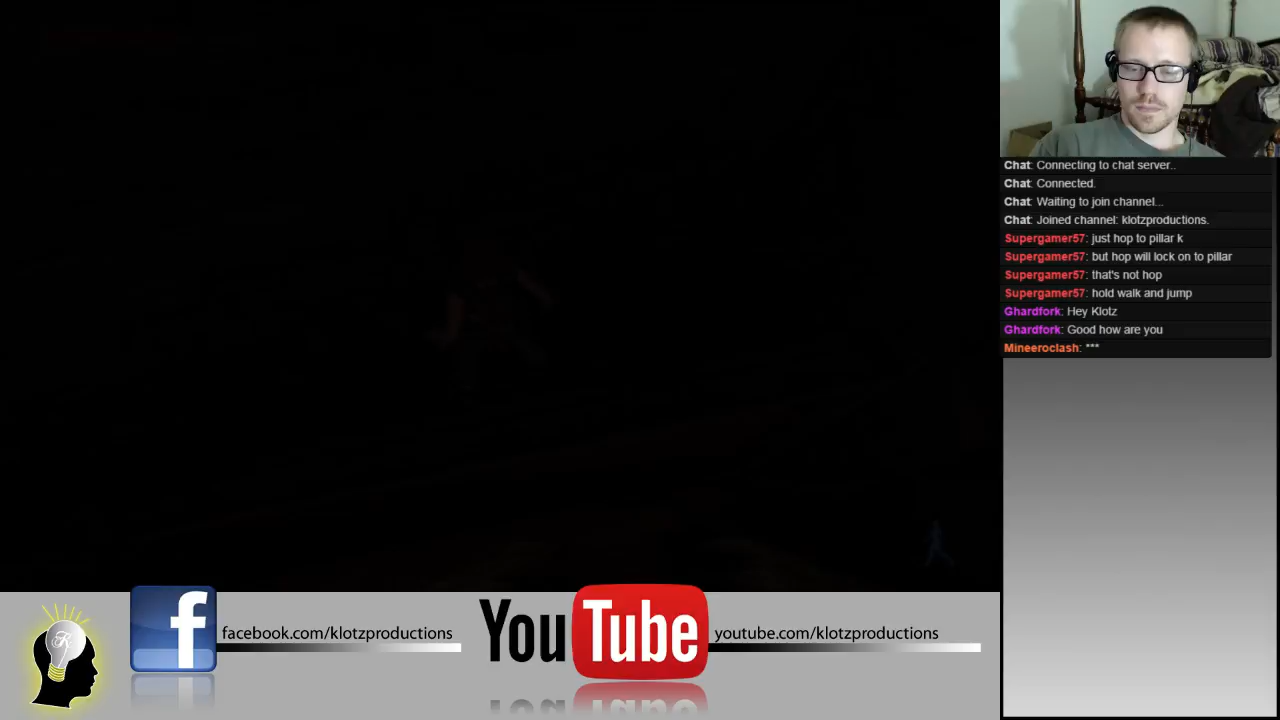 Chat: Connecting to chat server..
Chat: Connected.
Chat: Waiting to join channel...
Chat: Joined channel: klotzproductions.
Supergamer57: just hop to pillar k
Supergamer57: but hop will lock on to pillar
Supergamer57: that's not hop
Supergamer57: hold walk and jump
Ghardfork: Hey Klotz
Ghardfork: Good how are you
Mineeroclash: ***
K
f facebook.com/klotzproductions
YouTube youtube.com/klotzproductions